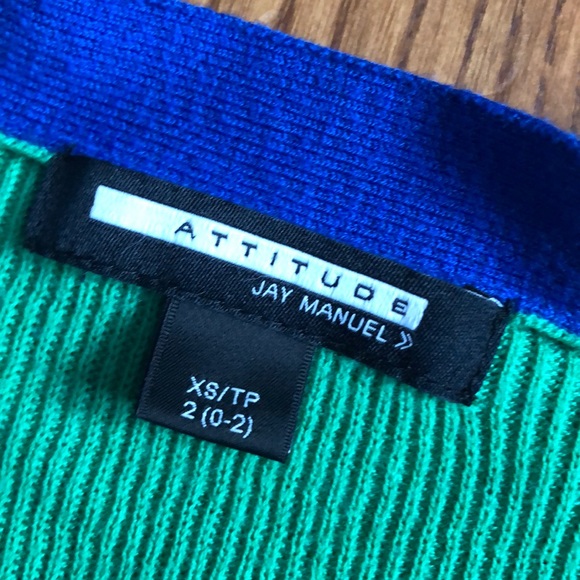 ATTITUDE
JAY MANUEL »
XS/TP
2 (0-2)